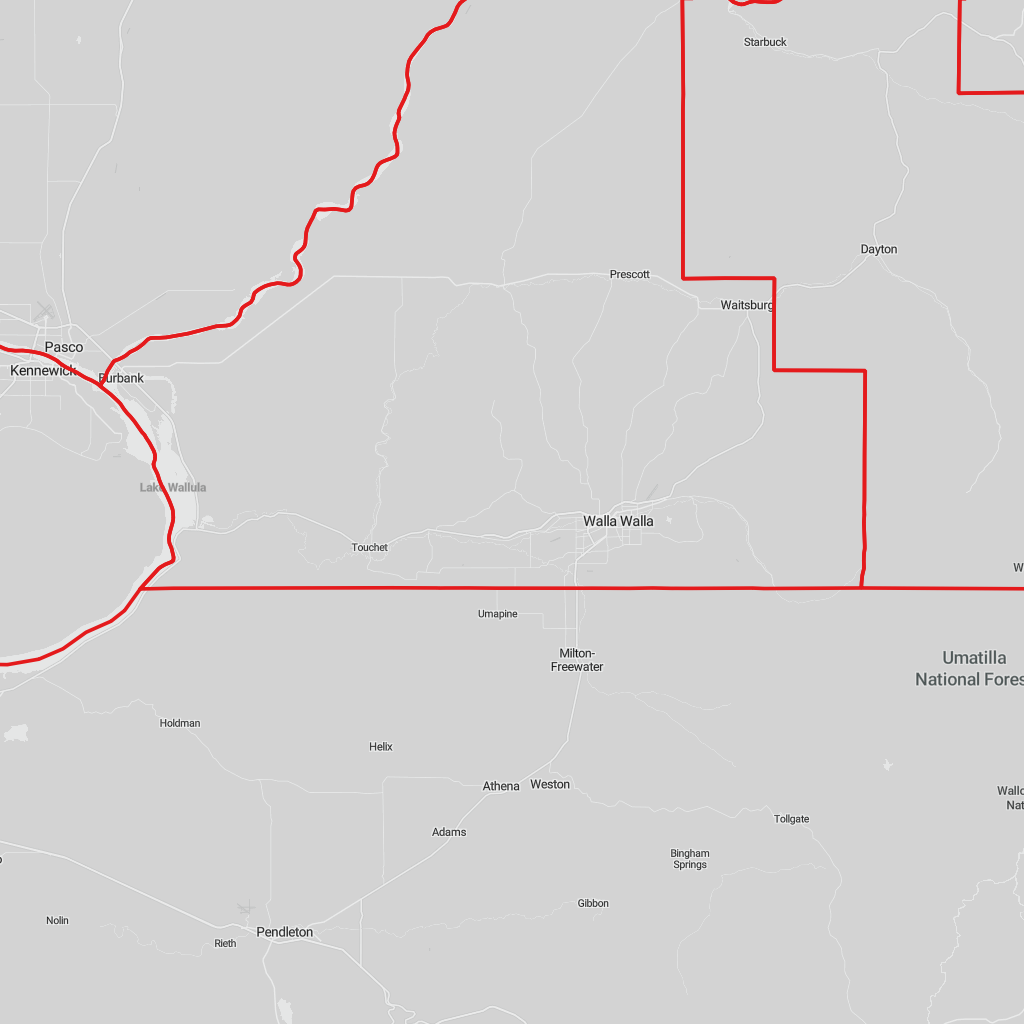 Starbuck
Dayton
Prescott
Waitsburg
Pasco
Kennewick
Burbank
Lake Wallula
Walla Walla
Touchet
Umapine
Milton-
Freewater
Umatilla
National Fores
Holdman
Helix
Athena
Weston
Adams
Tollgate
Bingham
Springs
Gibbon
Nolin
Rieth
Pendleton
W
Wallo
Nat